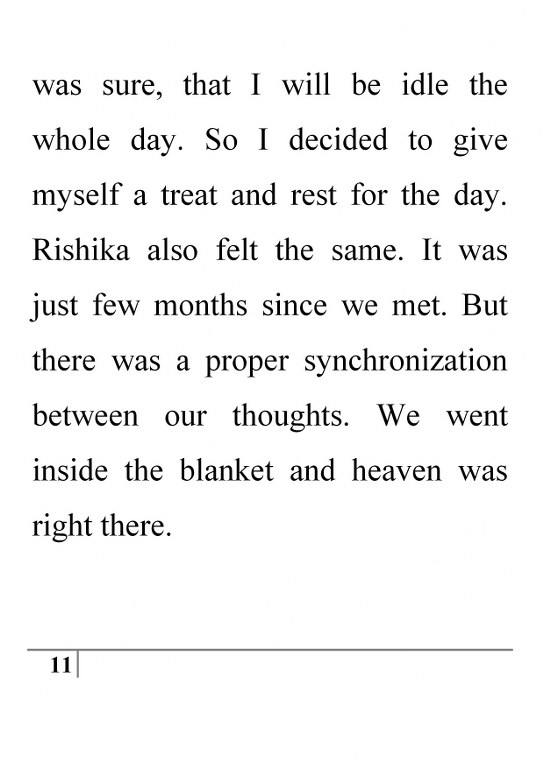 was sure, that I will be idle the
whole day. So I decided to give
myself a treat and rest for the day.
Rishika also felt the same. It was
just few months since we met. But
there was a proper synchronization
between our thoughts. We went
inside the blanket and heaven was
right there.
11